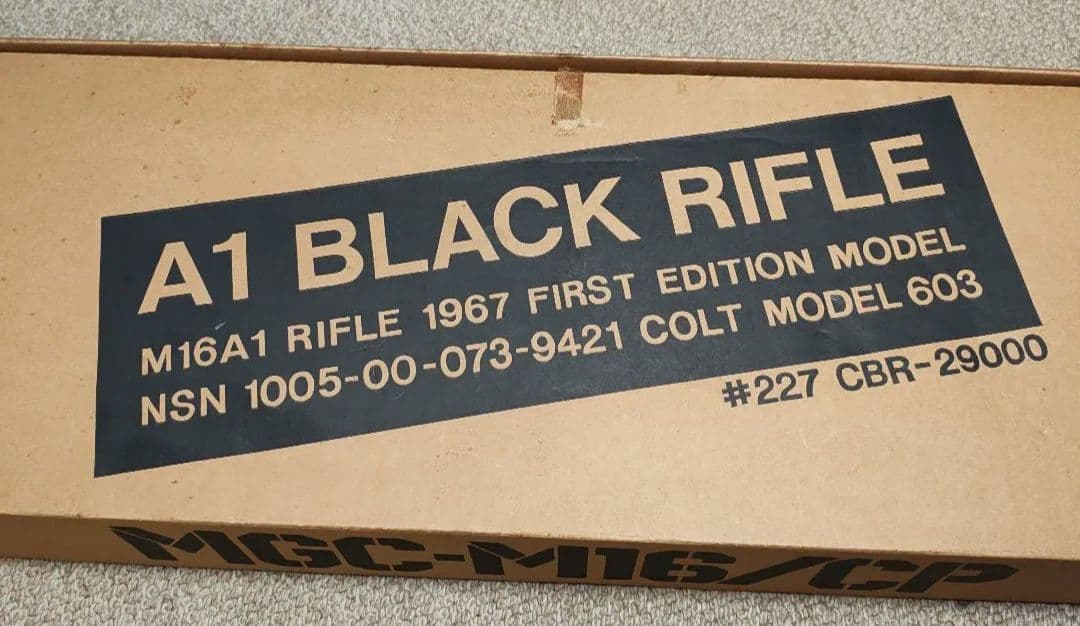 A1 BLACK RIFLE
M16A1 RIFLE 1967 FIRST EDITION MODEL
NSN 1005-00-073-9421 COLT MODEL 603
#227 CBR-29000
MGC-M16/CP